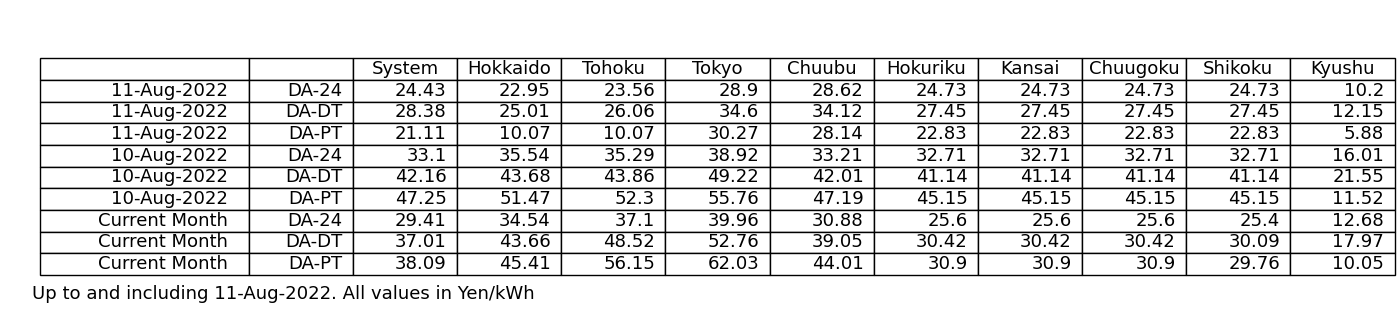 System Hokkaido Tohoku Tokyo Chuubu Hokuriku Kansai Chuugoku Shikoku Kyushu
11-Aug-2022 DA-24 24.43 22.95 23.56 28.9 28.62 24.73 24.73 24.73 24.73 10.2
11-Aug-2022 DA-DT 28.38 25.01 26.06 34.6 34.12 27.45 27.45 27.45 27.45 12.15
11-Aug-2022 DA-PT 21.11 10.07 10.07 30.27 28.14 22.83 22.83 22.83 22.83 5.88
10-Aug-2022 DA-24 33.1 35.54 35.29 38.92 33.21 32.71 32.71 32.71 32.71 16.01
10-Aug-2022 DA-DT 42.16 43.68 43.86 49.22 42.01 41.14 41.14 41.14 41.14 21.55
10-Aug-2022 DA-PT 47.25 51.47 52.3 55.76 47.19 45.15 45.15 45.15 45.15 11.52
Current Month DA-24 29.41 34.54 37.1 39.96 30.88 25.6 25.6 25.6 25.4 12.68
Current Month DA-DT 37.01 43.66 48.52 52.76 39.05 30.42 30.42 30.42 30.09 17.97
Current Month DA-PT 38.09 45.41 56.15 62.03 44.01 30.9 30.9 30.9 29.76 10.05
Up to and including 11-Aug-2022. All values in Yen/kWh